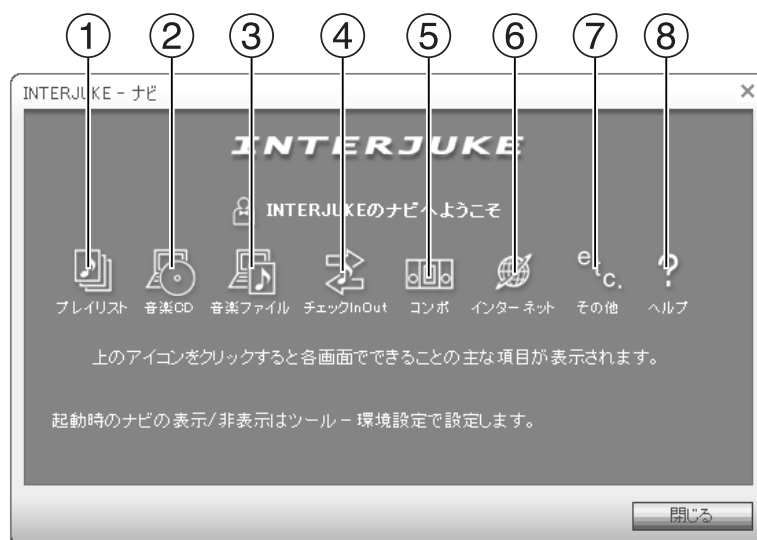 ① ② ③ ④ ⑤ ⑥ ⑦ ⑧
INTERJUKE - ナビ
INTERJUKE
INTERJUKEのナビへようこそ
etc. ?
プレイリスト 音楽CD 音楽ファイル チェックInOut コンポ インターネット その他 ヘルプ
上のアイコンをクリックすると各画面でできることの主な項目が表示されます。
起動時のナビの表示/非表示はツール - 環境設定で設定します。
閉じる